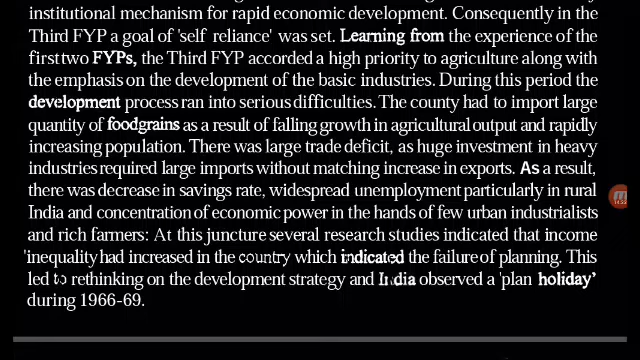 institutional mechanism for rapid economic development. Consequently in the
Third FYP a goal of 'self reliance' was set. Learning from the experience of the
first two FYPs, the Third FYP accorded a high priority to agriculture along with
the emphasis on the development of the basic industries. During this period the
development process ran into serious difficulties. The county had to import large
quantity of foodgrains as a result of falling growth in agricultural output and rapidly
increasing population. There was large trade deficit, as huge investment in heavy
industries required large imports without matching increase in exports. As a result,
there was decrease in savings rate, widespread unemployment particularly in rural
India and concentration of economic power in the hands of few urban industrialists
and rich farmers: At this juncture several research studies indicated that income
'inequality had increased in the country which indicated the failure of planning. This
led to rethinking on the development strategy and India observed a 'plan holiday'
during 1966-69.